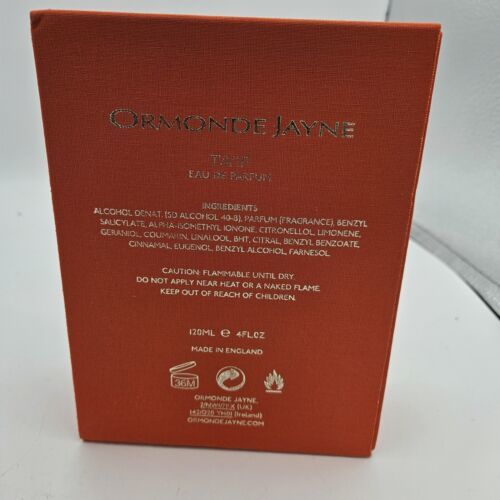 ORMONDE JAYNE
EAU DE PARFUM
INGREDIENTS
ALCOHOL DENAT. (SD ALCOHOL 40-B), PARFUM (FRAGRANCE), BENZYL
SALICYLATE, ALPHA-ISOMETHYL IONONE, CITRONELLOL, LIMONENE,
GERANIOL, COUMARIN, LINALOOL, BHT, CITRAL, BENZYL BENZOATE,
CINNAMAL, EUGENOL, BENZYL ALCOHOL, FARNESOL
CAUTION: FLAMMABLE UNTIL DRY.
DO NOT APPLY NEAR HEAT OR A NAKED FLAME.
KEEP OUT OF REACH OF CHILDREN.
120ML ℮ 4FL.OZ
MADE IN ENGLAND
36M
ORMONDE JAYNE,
(UK)
(Ireland)
ORMONDEJAYNE.COM